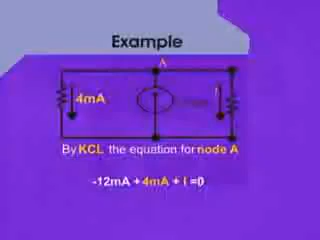 Example
A
4mA
I
By KCL the equation for node A
-12mA + 4mA + I =0